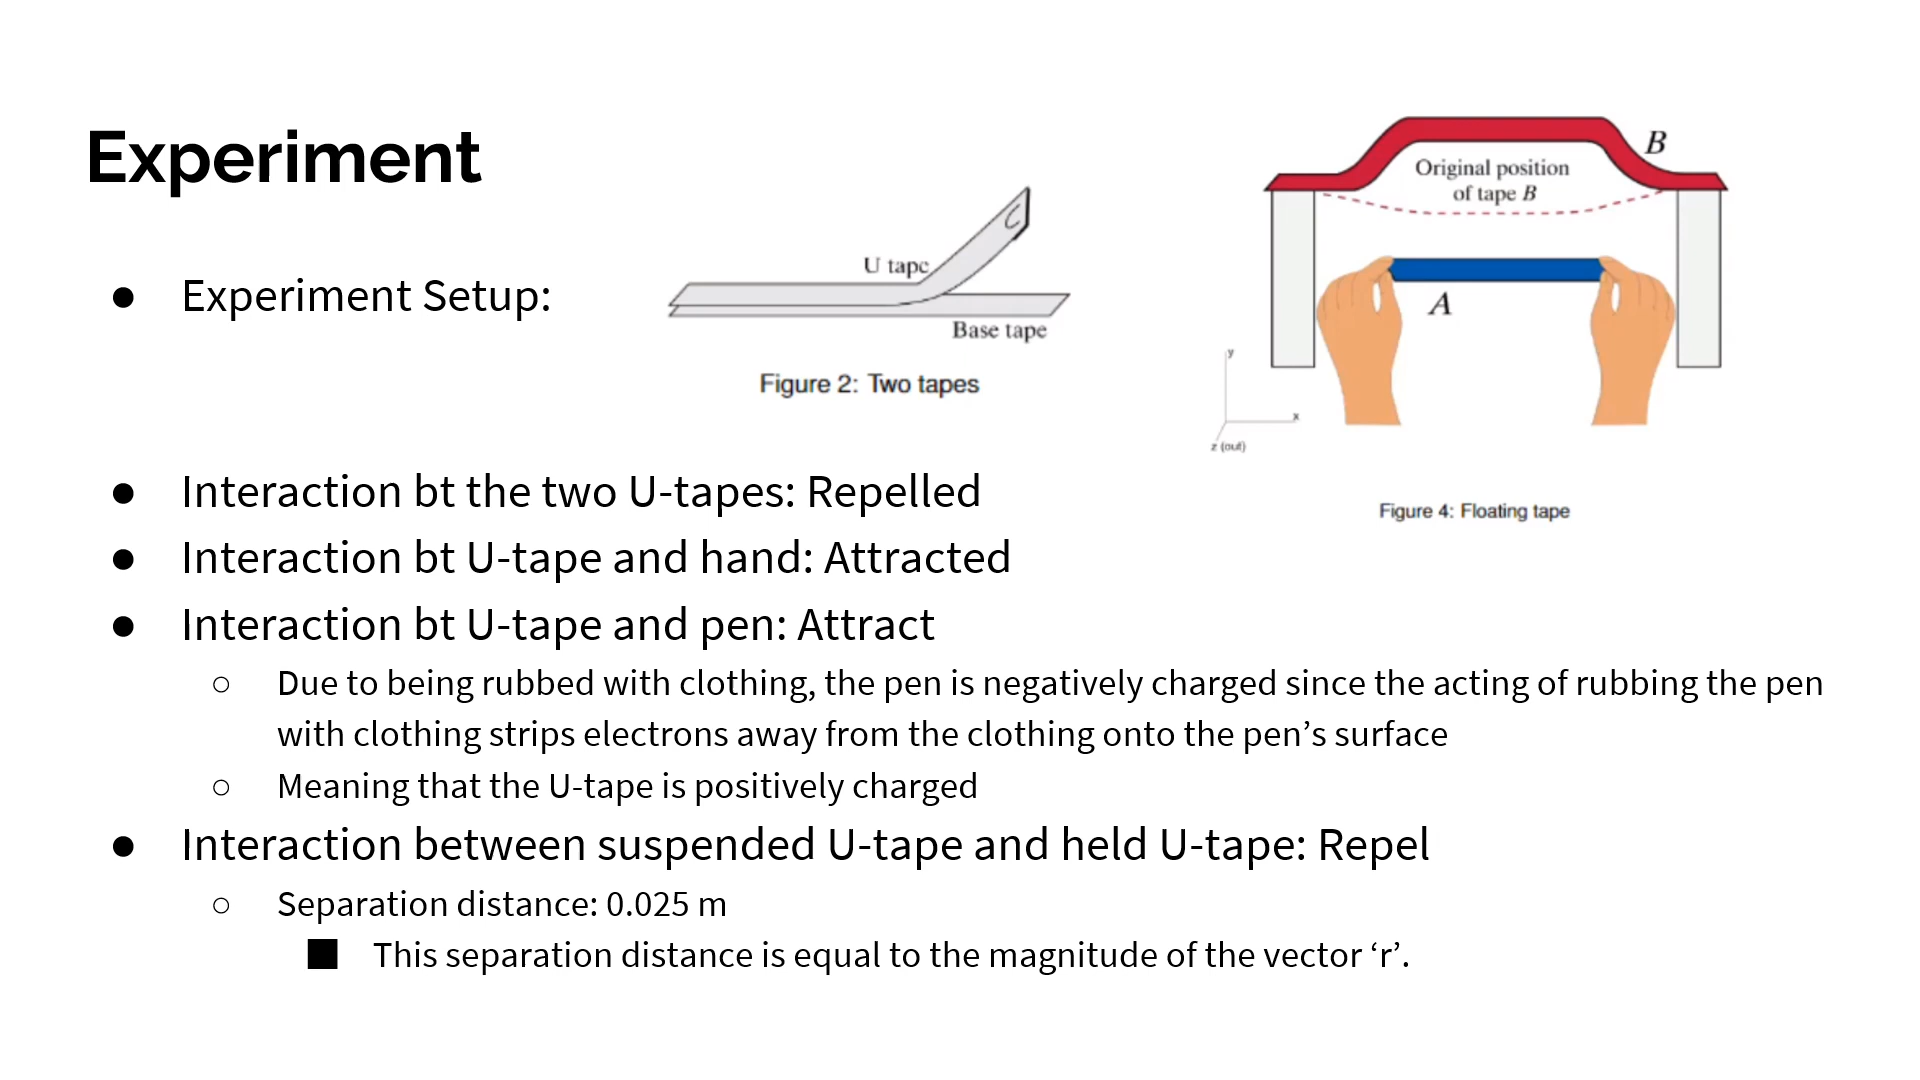 Experiment
● Experiment Setup:
U tape
Base tape
Figure 2: Two tapes
B
Original position
of tape B
A
y
x
z (out)
Figure 4: Floating tape
● Interaction bt the two U-tapes: Repelled
● Interaction bt U-tape and hand: Attracted
● Interaction bt U-tape and pen: Attract
○ Due to being rubbed with clothing, the pen is negatively charged since the acting of rubbing the pen
with clothing strips electrons away from the clothing onto the pen’s surface
○ Meaning that the U-tape is positively charged
● Interaction between suspended U-tape and held U-tape: Repel
○ Separation distance: 0.025 m
■ This separation distance is equal to the magnitude of the vector ‘r’.